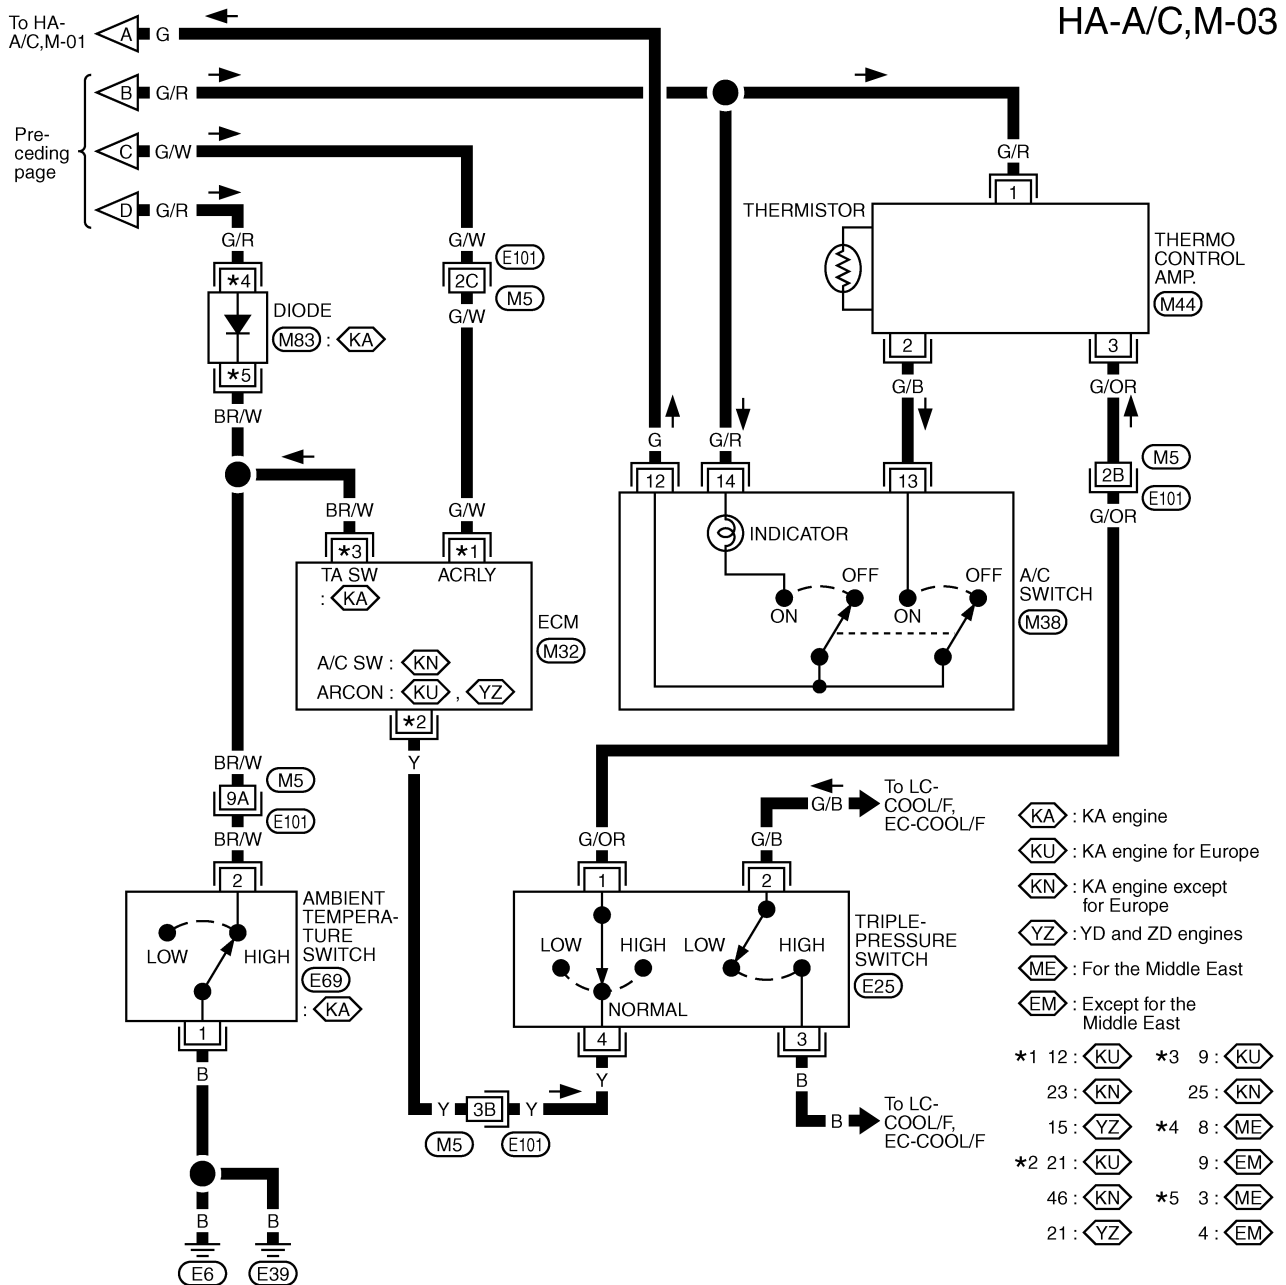 HA-A/C,M-03
To HA-
A/C,M-01
A
G
B
G/R
Pre-
ceding
page
C
G/W
D
G/R
G/R
G/R
1
THERMISTOR
THERMO
CONTROL
AMP.
M44
G/W
E101
2C
M5
G/W
★4
DIODE
M83 : KA
★5
BR/W
2
3
G/B
G/OR
G
G/R
M5
2B
E101
G/OR
12
14
13
BR/W
G/W
★3
★1
TA SW
: KA
ACRLY
ECM
M32
A/C SW : KN
ARCON : KU , YZ
★2
Y
INDICATOR
OFF
ON
OFF
ON
A/C
SWITCH
M38
BR/W
M5
9A
E101
BR/W
2
AMBIENT
TEMPERA-
TURE
SWITCH
E69
: KA
LOW
HIGH
1
B
B
B
E6
E39
To LC-
COOL/F,
EC-COOL/F
G/B
G/OR
G/B
1
2
LOW
HIGH
LOW
HIGH
NORMAL
TRIPLE-
PRESSURE
SWITCH
E25
4
3
Y
B
Y
3B
Y
M5
E101
B
To LC-
COOL/F,
EC-COOL/F
KA : KA engine
KU : KA engine for Europe
KN : KA engine except
for Europe
YZ : YD and ZD engines
ME : For the Middle East
EM : Except for the
Middle East
★1 12 : KU ★3 9 : KU
23 : KN 25 : KN
15 : YZ ★4 8 : ME
★2 21 : KU 9 : EM
46 : KN ★5 3 : ME
21 : YZ 4 : EM